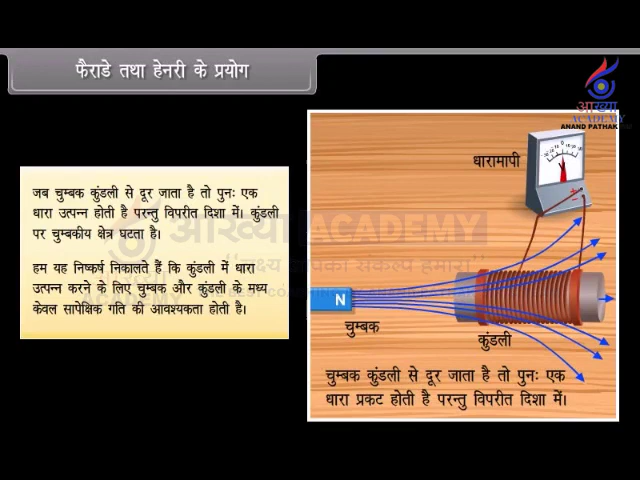 फैराडे तथा हेनरी के प्रयोग
आख्या
ACADEMY
ANAND PATHAK
धारामापी
जब चुम्बक कुंडली से दूर जाता है तो पुनः एक
धारा उत्पन्न होती है परन्तु विपरीत दिशा में। कुंडली
पर चुम्बकीय क्षेत्र घटता है।
हम यह निष्कर्ष निकालते हैं कि कुंडली में धारा
उत्पन्न करने के लिए चुम्बक और कुंडली के मध्य
केवल सापेक्षिक गति की आवश्यकता होती है।
आख्या ACADEMY
N
चुम्बक
कुंडली
चुम्बक कुंडली से दूर जाता है तो पुनः एक
धारा प्रकट होती है परन्तु विपरीत दिशा में।